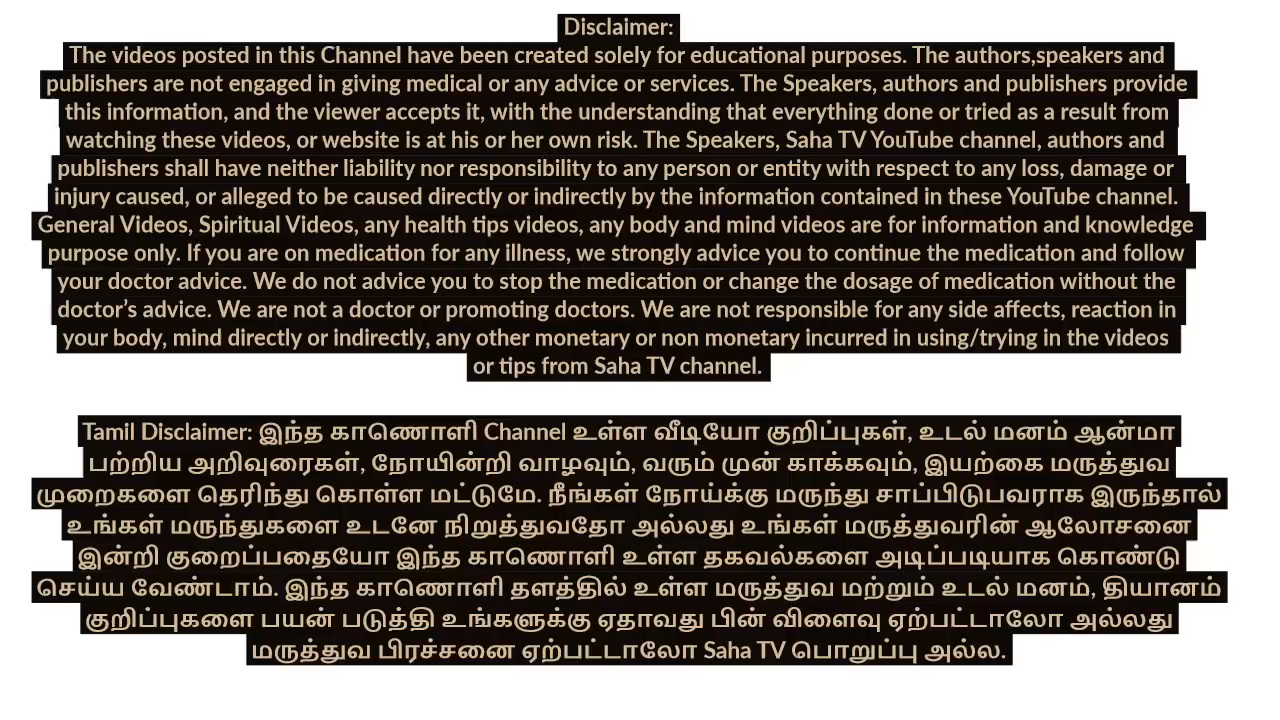 Disclaimer:
The videos posted in this Channel have been created solely for educational purposes. The authors,speakers and
publishers are not engaged in giving medical or any advice or services. The Speakers, authors and publishers provide
this information, and the viewer accepts it, with the understanding that everything done or tried as a result from
watching these videos, or website is at his or her own risk. The Speakers, Saha TV YouTube channel, authors and
publishers shall have neither liability nor responsibility to any person or entity with respect to any loss, damage or
injury caused, or alleged to be caused directly or indirectly by the information contained in these YouTube channel.
General Videos, Spiritual Videos, any health tips videos, any body and mind videos are for information and knowledge
purpose only. If you are on medication for any illness, we strongly advice you to continue the medication and follow
your doctor advice. We do not advice you to stop the medication or change the dosage of medication without the
doctor’s advice. We are not a doctor or promoting doctors. We are not responsible for any side affects, reaction in
your body, mind directly or indirectly, any other monetary or non monetary incurred in using/trying in the videos
or tips from Saha TV channel.
Tamil Disclaimer: இந்த காணொளி Channel உள்ள வீடியோ குறிப்புகள், உடல் மனம் ஆன்மா
பற்றிய அறிவுரைகள், நோயின்றி வாழவும், வரும் முன் காக்கவும், இயற்கை மருத்துவ
முறைகளை தெரிந்து கொள்ள மட்டுமே. நீங்கள் நோய்க்கு மருந்து சாப்பிடுபவராக இருந்தால்
உங்கள் மருந்துகளை உடனே நிறுத்துவதோ அல்லது உங்கள் மருத்துவரின் ஆலோசனை
இன்றி குறைப்பதையோ இந்த காணொளி உள்ள தகவல்களை அடிப்படியாக கொண்டு
செய்ய வேண்டாம். இந்த காணொளி தளத்தில் உள்ள மருத்துவ மற்றும் உடல் மனம், தியானம்
குறிப்புகளை பயன் படுத்தி உங்களுக்கு ஏதாவது பின் விளைவு ஏற்பட்டாலோ அல்லது
மருத்துவ பிரச்சனை ஏற்பட்டாலோ Saha TV பொறுப்பு அல்ல.